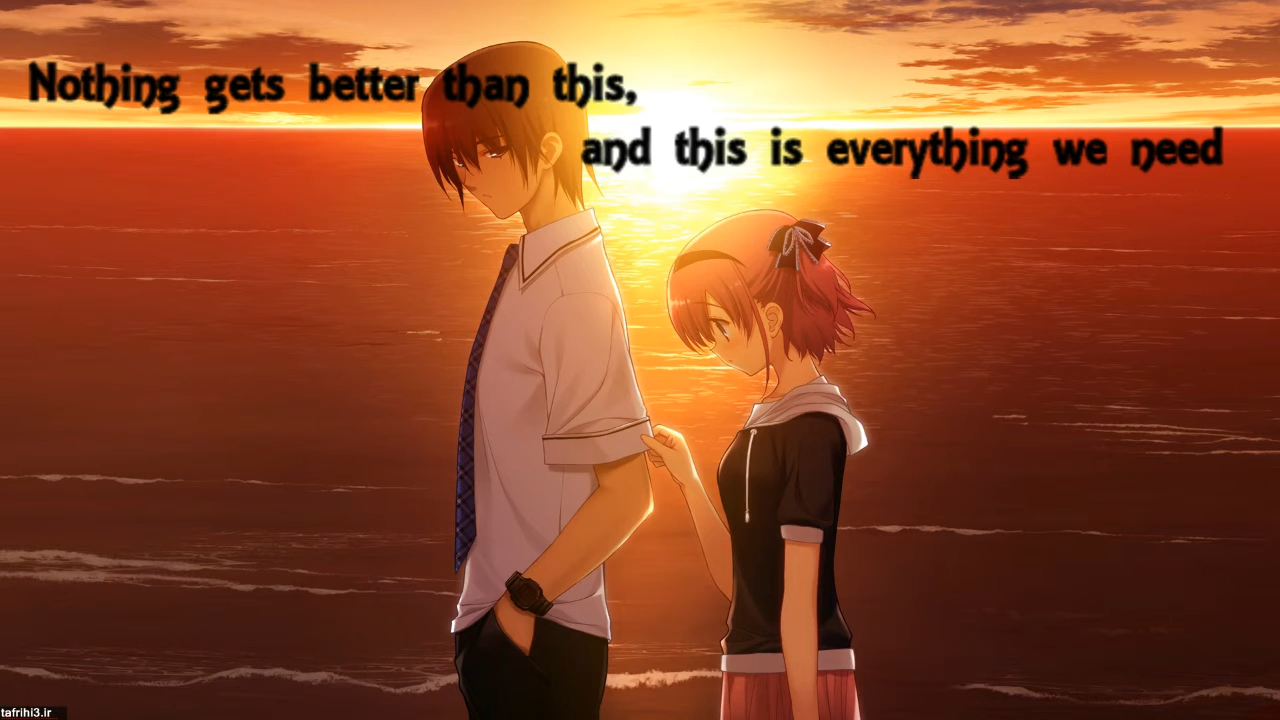 Nothing gets better than this,
and this is everything we need
tafrihi3.ir